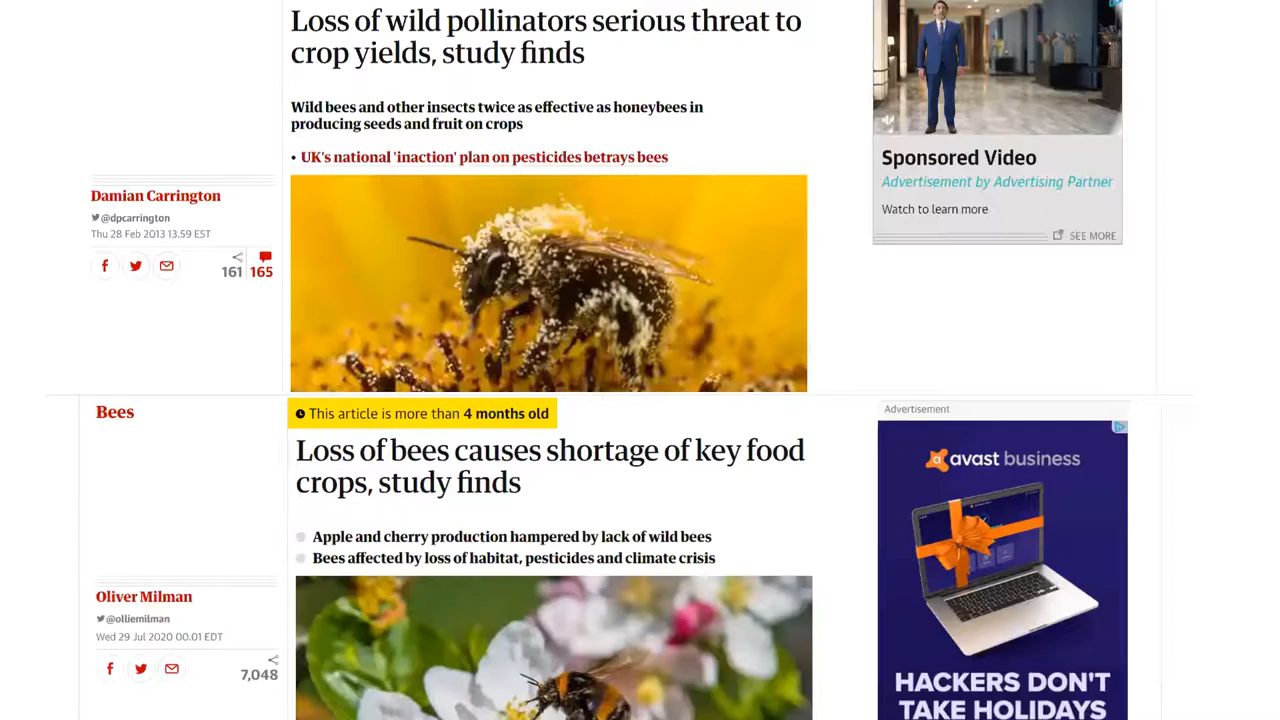 Loss of wild pollinators serious threat to
crop yields, study finds
Wild bees and other insects twice as effective as honeybees in
producing seeds and fruit on crops
• UK's national 'inaction' plan on pesticides betrays bees
Damian Carrington
@dpcarrington
Thu 28 Feb 2013 13.59 EST
161 165
Sponsored Video
Advertisement by Advertising Partner
Watch to learn more
SEE MORE
Bees
This article is more than 4 months old
Loss of bees causes shortage of key food
crops, study finds
Apple and cherry production hampered by lack of wild bees
Bees affected by loss of habitat, pesticides and climate crisis
Oliver Milman
@olliemilman
Wed 29 Jul 2020 00.01 EDT
7,048
Advertisement
avast business
HACKERS DON'T
TAKE HOLIDAYS